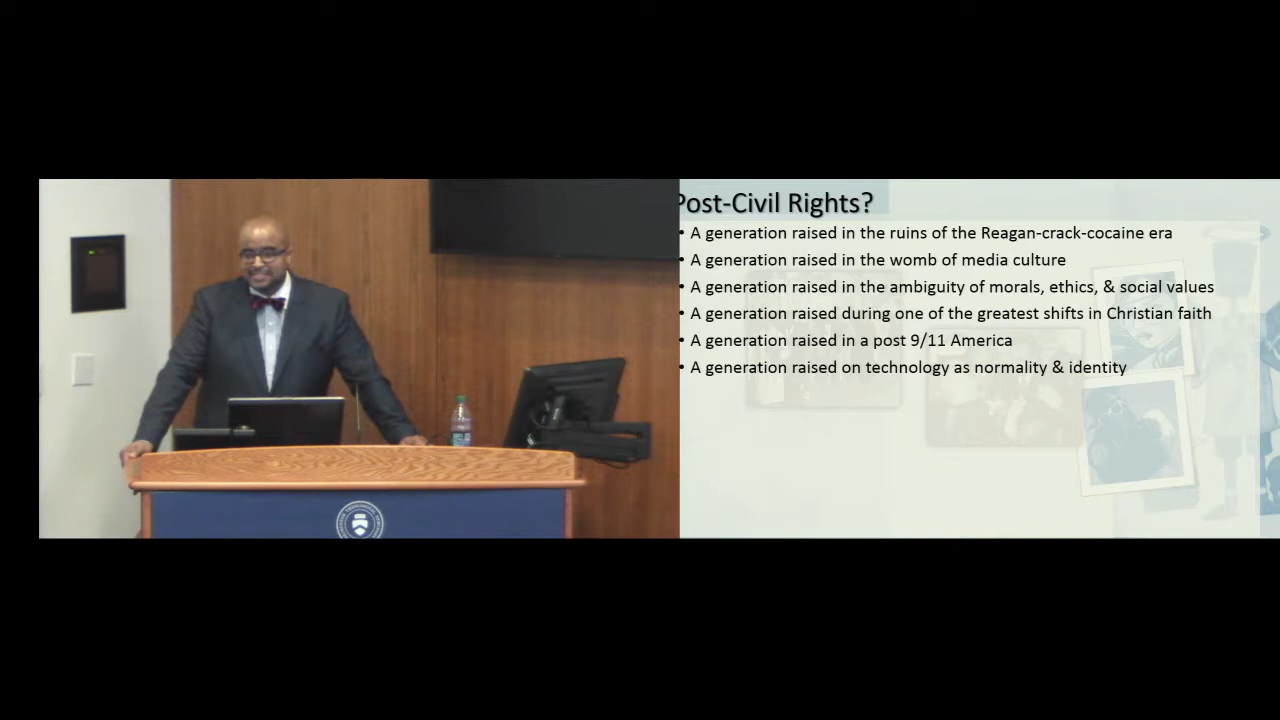 Post-Civil Rights?
• A generation raised in the ruins of the Reagan-crack-cocaine era
• A generation raised in the womb of media culture
• A generation raised in the ambiguity of morals, ethics, & social values
• A generation raised during one of the greatest shifts in Christian faith
• A generation raised in a post 9/11 America
• A generation raised on technology as normality & identity